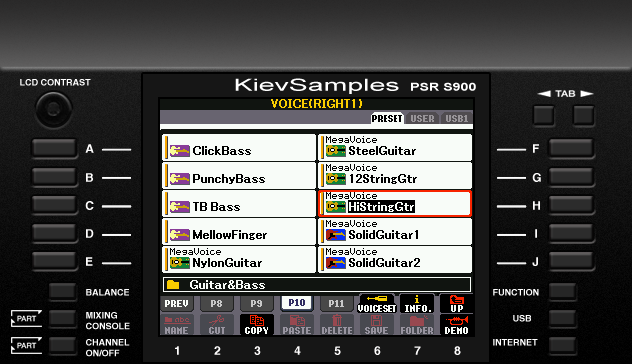 LCD CONTRAST
KievSamples PSR S900
TAB
VOICE(RIGHT1)
PRESET USER USB1
A
ClickBass
MegaVoice
SteelGuitar
F
B
PunchyBass
MegaVoice
12StringGtr
G
C
TB Bass
MegaVoice
HiStringGtr
H
D
MellowFinger
MegaVoice
SolidGuitar1
I
E
MegaVoice
NylonGuitar
MegaVoice
SolidGuitar2
J
Guitar&Bass
BALANCE
FUNCTION
PREV P8 P9 P10 P11 VOICESET INFO. UP
PART
MIXING
CONSOLE
USB
NAME CUT COPY PASTE DELETE SAVE FOLDER DEMO
PART
CHANNEL
ON/OFF
INTERNET
1 2 3 4 5 6 7 8